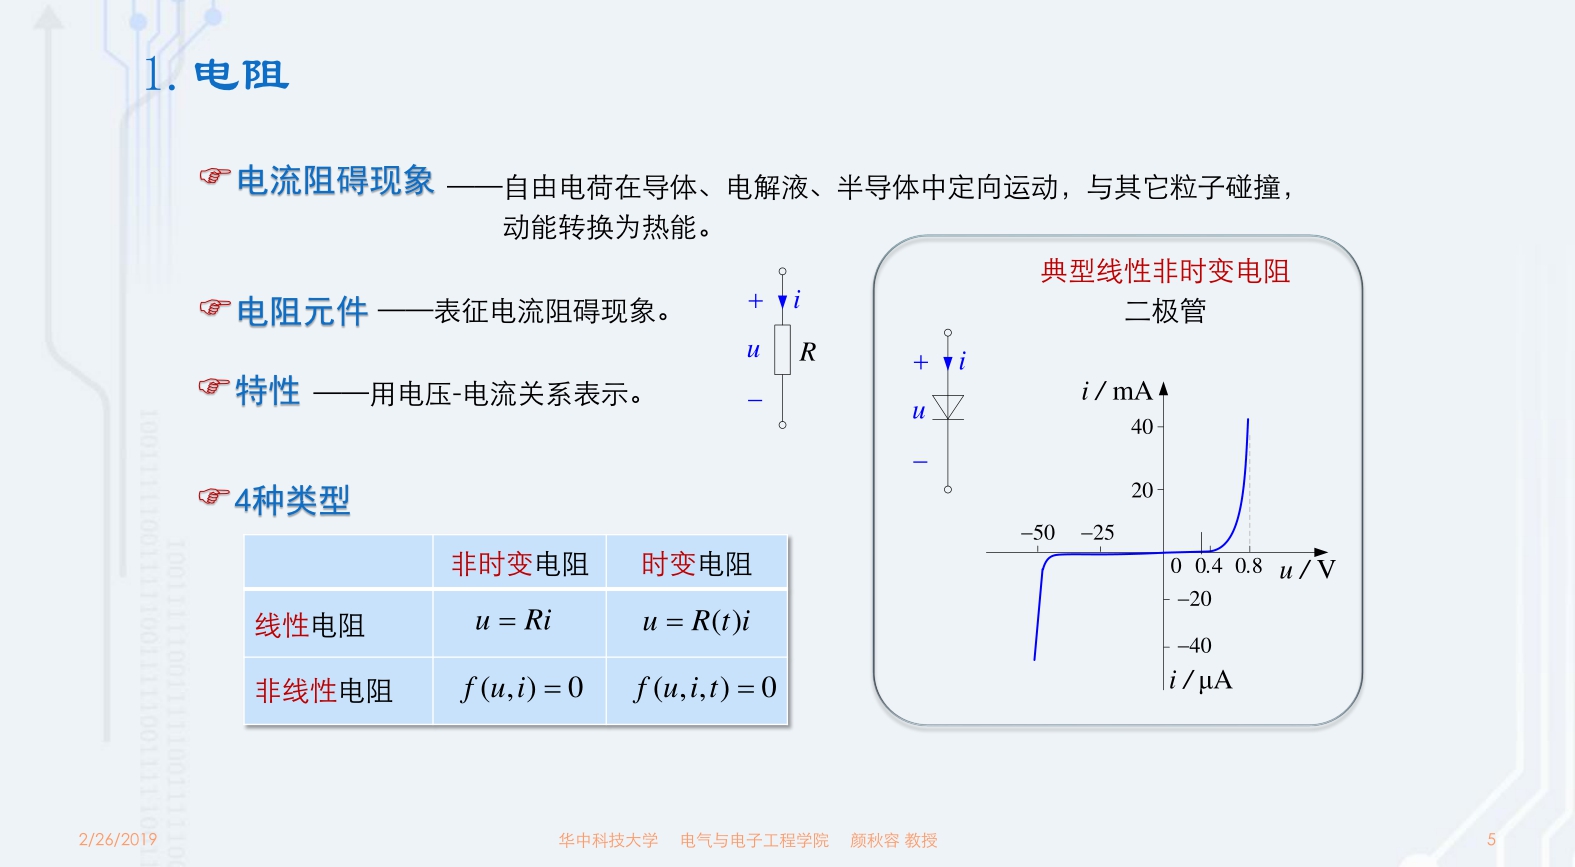 1. 电阻
☞电流阻碍现象 ——自由电荷在导体、电解液、半导体中定向运动，与其它粒子碰撞，
动能转换为热能。
☞电阻元件 ——表征电流阻碍现象。
☞特性 ——用电压-电流关系表示。
+ i
u R
−
☞4种类型
非时变电阻 时变电阻
线性电阻 u = Ri u = R(t)i
非线性电阻 f(u,i) = 0 f(u,i,t) = 0
典型线性非时变电阻
二极管
+ i
u
−
i / mA
40
20
−50 −25
0 0.4 0.8 u / V
−20
−40
i / μA
2/26/2019 华中科技大学 电气与电子工程学院 颜秋容 教授 5